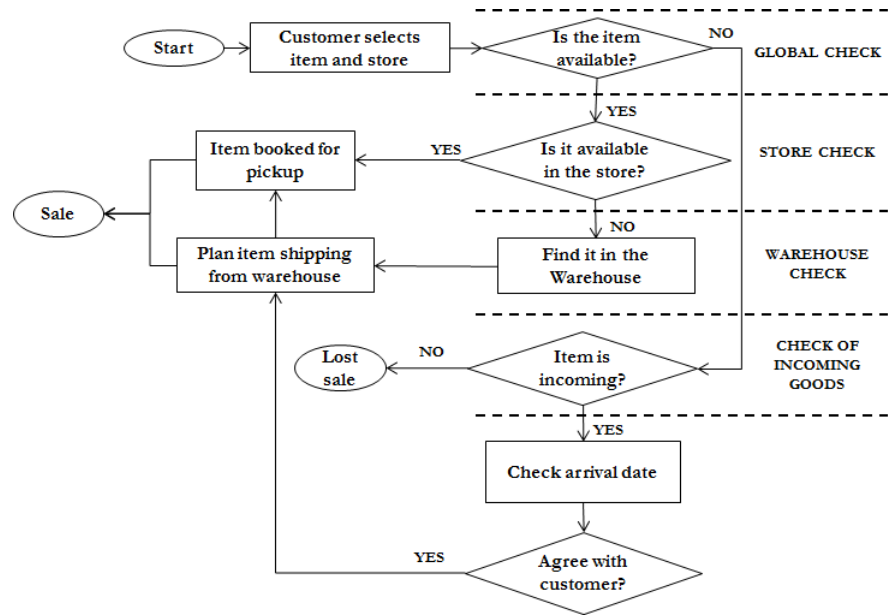 Start
Customer selects
item and store
Is the item
available?
NO
GLOBAL CHECK
YES
Item booked for
pickup
YES
Is it available
in the store?
STORE CHECK
Sale
NO
Plan item shipping
from warehouse
Find it in the
Warehouse
WAREHOUSE
CHECK
Lost
sale
NO
Item is
incoming?
CHECK OF
INCOMING
GOODS
YES
Check arrival date
YES
Agree with
customer?